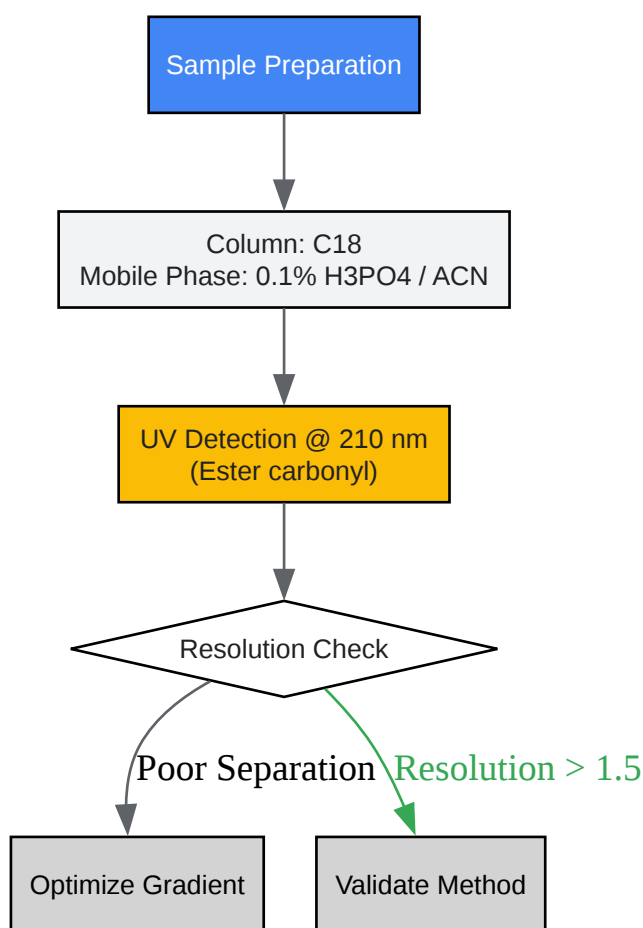 Sample Preparation
Column: C18
Mobile Phase: 0.1% H3PO4 / ACN
UV Detection @ 210 nm
(Ester carbonyl)
Resolution Check
Poor Separation
Resolution > 1.5
Optimize Gradient
Validate Method